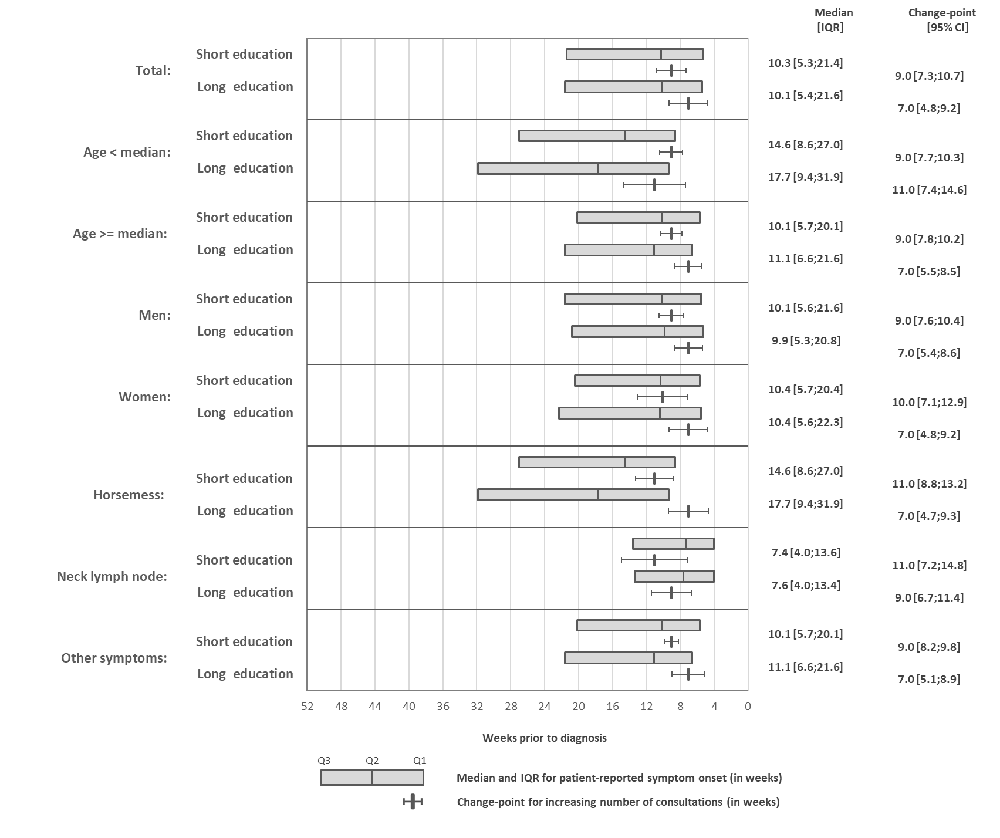 Median Change-point
[IQR] [95% CI]
Short education
10.3 [5.3;21.4]
Total:
9.0 [7.3;10.7]
Long education
10.1 [5.4;21.6]
7.0 [4.8;9.2]
Short education
14.6 [8.6;27.0]
Age < median:
9.0 [7.7;10.3]
Long education
17.7 [9.4;31.9]
11.0 [7.4;14.6]
Short education
10.1 [5.7;20.1]
Age >= median:
9.0 [7.8;10.2]
Long education
11.1 [6.6;21.6]
7.0 [5.5;8.5]
Short education
10.1 [5.6;21.6]
Men:
9.0 [7.6;10.4]
Long education
9.9 [5.3;20.8]
7.0 [5.4;8.6]
Short education
10.4 [5.7;20.4]
Women:
10.0 [7.1;12.9]
Long education
10.4 [5.6;22.3]
7.0 [4.8;9.2]
14.6 [8.6;27.0]
Short education
11.0 [8.8;13.2]
Horsemess:
17.7 [9.4;31.9]
Long education
7.0 [4.7;9.3]
7.4 [4.0;13.6]
Short education
11.0 [7.2;14.8]
Neck lymph node:
7.6 [4.0;13.4]
Long education
9.0 [6.7;11.4]
10.1 [5.7;20.1]
Short education
9.0 [8.2;9.8]
Other symptoms:
11.1 [6.6;21.6]
Long education
7.0 [5.1;8.9]
52 48 44 40 36 32 28 24 20 16 12 8 4 0
Weeks prior to diagnosis
Q3 Q2 Q1
Median and IQR for patient-reported symptom onset (in weeks)
Change-point for increasing number of consultations (in weeks)